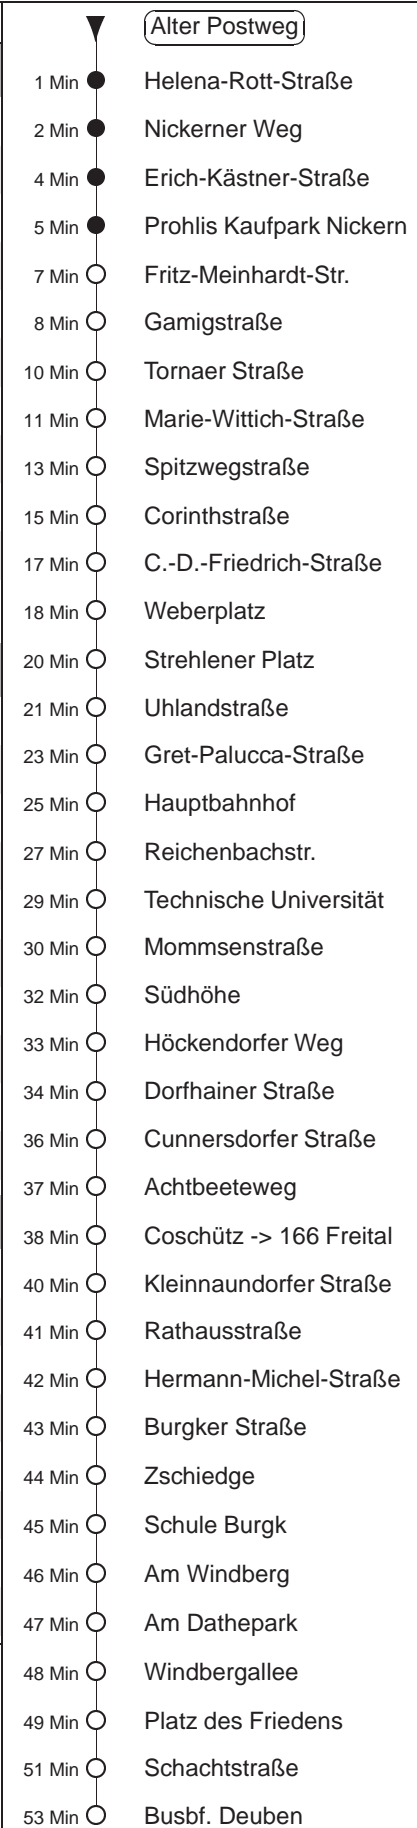 Alter Postweg
1 Min Helena-Rott-Straße
2 Min Nickerner Weg
4 Min Erich-Kästner-Straße
5 Min Prohlis Kaufpark Nickern
7 Min Fritz-Meinhardt-Str.
8 Min Gamigstraße
10 Min Tornaer Straße
11 Min Marie-Wittich-Straße
13 Min Spitzwegstraße
15 Min Corinthstraße
17 Min C.-D.-Friedrich-Straße
18 Min Weberplatz
20 Min Strehlener Platz
21 Min Uhlandstraße
23 Min Gret-Palucca-Straße
25 Min Hauptbahnhof
27 Min Reichenbachstr.
29 Min Technische Universität
30 Min Mommsenstraße
32 Min Südhöhe
33 Min Höckendorfer Weg
34 Min Dorfhainer Straße
36 Min Cunnersdorfer Straße
37 Min Achtbeeteweg
38 Min Coschütz -> 166 Freital
40 Min Kleinnaundorfer Straße
41 Min Rathausstraße
42 Min Hermann-Michel-Straße
43 Min Burgker Straße
44 Min Zschiedge
45 Min Schule Burgk
46 Min Am Windberg
47 Min Am Dathepark
48 Min Windbergallee
49 Min Platz des Friedens
51 Min Schachtstraße
53 Min Busbf. Deuben